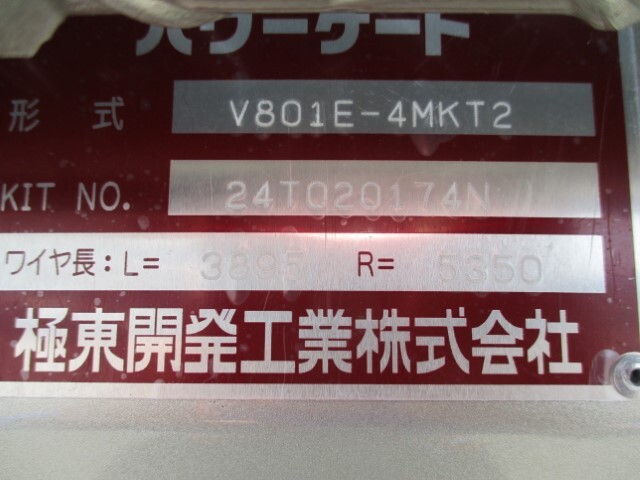 パワーゲート
形 式 V801E-4MKT2
KIT NO. 24T020174N
ワイヤ長:L= 3895 R= 5350
極東開発工業株式会社